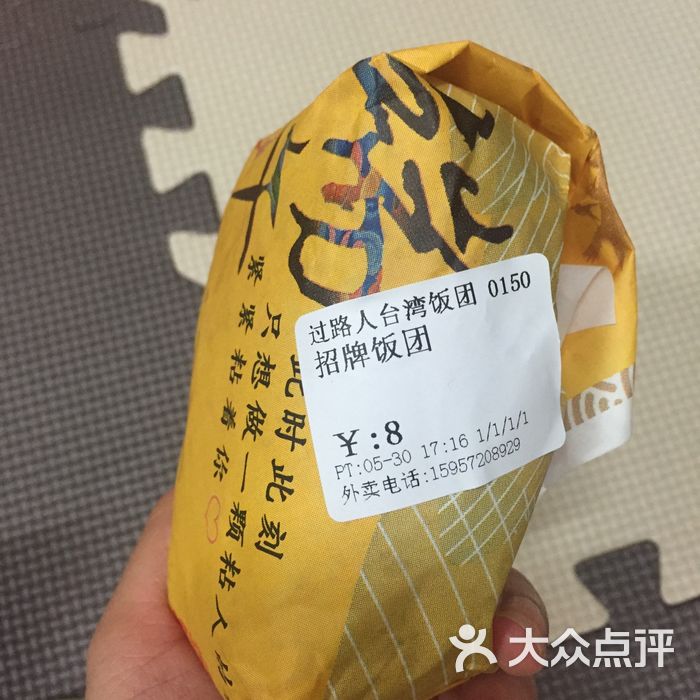 过路人台湾饭团 0150
招牌饭团
¥:8
PT:05-30 17:16 1/1/1/1
外卖电话:15957208929
此时此刻
只想做一颗粘人
紧紧粘着你
大众点评